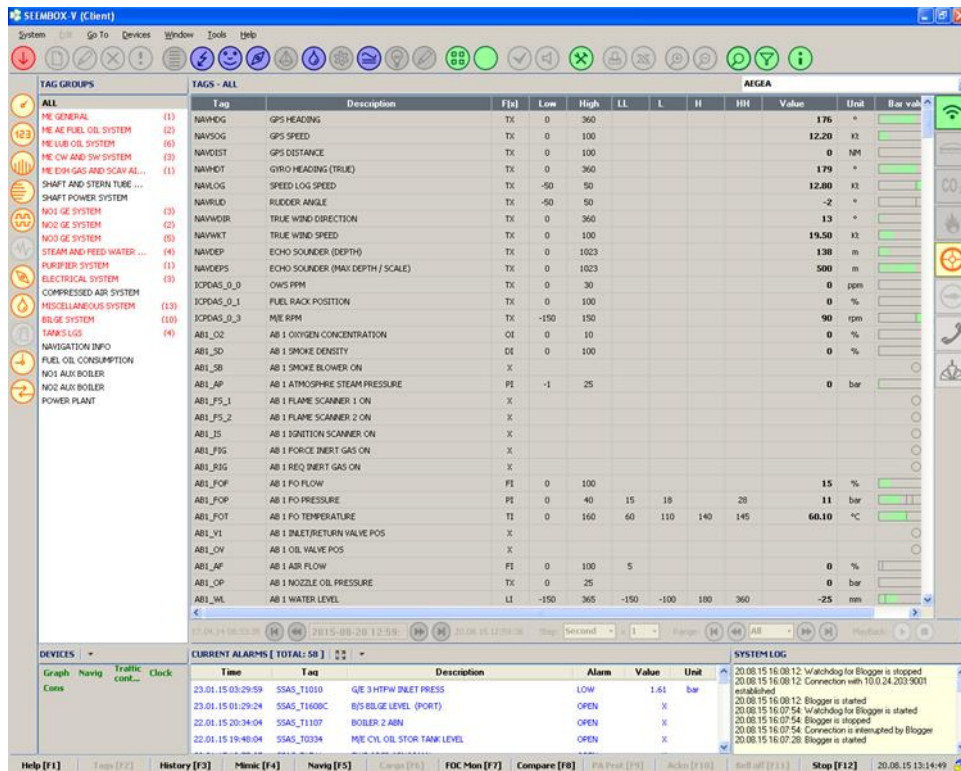 SEEMBOX-V (Client)
System Edit Go To Devices Window Tools Help
TAG GROUPS
ALL
ME GENERAL (1)
ME AE FUEL OIL SYSTEM (2)
ME LUB OIL SYSTEM (6)
ME CW AND SW SYSTEM (3)
ME EXH GAS AND SCAV AI... (1)
SHAFT AND STERN TUBE ...
SHAFT POWER SYSTEM
NO1 GE SYSTEM (3)
NO2 GE SYSTEM (2)
NO3 GE SYSTEM (5)
STEAM AND FEED WATER ... (4)
PURIFIER SYSTEM (1)
ELECTRICAL SYSTEM (3)
COMPRESSED AIR SYSTEM
MISCELLANEOUS SYSTEM (13)
BILGE SYSTEM (10)
TANKS LGS (4)
NAVIGATION INFO
FUEL OIL CONSUMPTION
NO1 AUX BOILER
NO2 AUX BOILER
POWER PLANT
123
TAGS - ALL AEGEA
Tag Description F(x) Low High LL L H HH Value Unit Bar valu
NAVHDG GPS HEADING TX 0 360 176 °
NAVSOG GPS SPEED TX 0 100 12.20 Kt
NAVDIST GPS DISTANCE TX 0 100 0 NM
NAVHDT GYRO HEADING (TRUE) TX 0 360 179 °
NAVLOG SPEED LOG SPEED TX -50 50 12.80 Kt
NAVRUD RUDDER ANGLE TX -50 50 -2 °
NAVWDIR TRUE WIND DIRECTION TX 0 360 13 °
NAVWKT TRUE WIND SPEED TX 0 100 19.50 Kt
NAVDEP ECHO SOUNDER (DEPTH) TX 0 1023 138 m
NAVDEPS ECHO SOUNDER (MAX DEPTH / SCALE) TX 0 1023 500 m
ICPDAS_0_0 OWS PPM TX 0 30 0 ppm
ICPDAS_0_1 FUEL RACK POSITION TX 0 100 0 %
ICPDAS_0_3 M/E RPM TX -150 150 90 rpm
AB1_O2 AB 1 OXYGEN CONCENTRATION OI 0 10 0 %
AB1_SD AB 1 SMOKE DENSITY DI 0 100 0 %
AB1_SB AB 1 SMOKE BLOWER ON X
AB1_AP AB 1 ATMOSPHRE STEAM PRESSURE PI -1 25 0 bar
AB1_FS_1 AB 1 FLAME SCANNER 1 ON X
AB1_FS_2 AB 1 FLAME SCANNER 2 ON X
AB1_IS AB 1 IGNITION SCANNER ON X
AB1_FIG AB 1 FORCE INERT GAS ON X
AB1_RIG AB 1 REQ INERT GAS ON X
AB1_FOF AB 1 FO FLOW FI 0 100 15 %
AB1_FOP AB 1 FO PRESSURE PI 0 40 15 18 28 11 bar
AB1_FOT AB 1 FO TEMPERATURE TI 0 160 60 110 140 145 60.10 °C
AB1_V1 AB 1 INLET/RETURN VALVE POS X
AB1_OV AB 1 OIL VALVE POS X
AB1_AF AB 1 AIR FLOW FI 0 100 5 0 %
AB1_OP AB 1 NOZZLE OIL PRESSURE TX 0 25 0 bar
AB1_WL AB 1 WATER LEVEL LI -150 365 -150 -100 180 360 -25 mm
CO2
17.04.14 08:53:38 2015-08-20 12:59: 20.08.15 12:59:38 Step: Second x 1 Range: All Playback:
DEVICES
Graph Navig Traffic cont... Clock
Cons
CURRENT ALARMS [ TOTAL: 58 ]
Time Tag Description Alarm Value Unit
23.01.15 03:29:59 SSAS_T1010 G/E 3 HTFW INLET PRESS LOW 1.61 bar
23.01.15 01:29:24 SSAS_T1608C B/S BILGE LEVEL (PORT) OPEN X
22.01.15 20:34:04 SSAS_T1107 BOILER 2 ABN OPEN X
22.01.15 19:48:04 SSAS_T0334 M/E CYL OIL STOR TANK LEVEL OPEN X
SYSTEM LOG
20.08.15 16:08:12: Watchdog for Blogger is stopped
20.08.15 16:08:12: Connection with 10.0.24.203:9001
established
20.08.15 16:08:12: Blogger is started
20.08.15 16:07:54: Watchdog for Blogger is started
20.08.15 16:07:54: Blogger is stopped
20.08.15 16:07:54: Connection is interrupted by Blogger
20.08.15 16:07:28: Blogger is started
Help [F1] Tags [F2] History [F3] Mimic [F4] Navig [F5] Cargo [F6] FOC Mon [F7] Compare [F8] PA Prot [F9] Ackn [F10] Bell off [F11] Stop [F12] 20.08.15 13:14:49